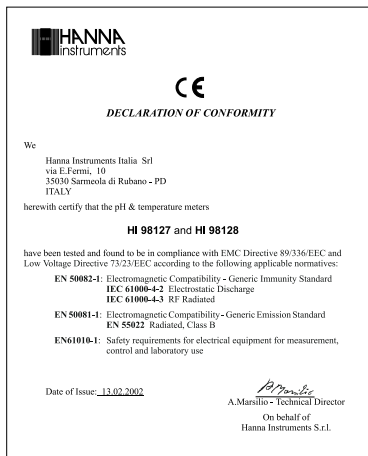 HANNA
instruments
CE
DECLARATION OF CONFORMITY
We
Hanna Instruments Italia Srl
via E.Fermi, 10
35030 Sarmeola di Rubano - PD
ITALY
herewith certify that the pH & temperature meters
HI 98127 and HI 98128
have been tested and found to be in compliance with EMC Directive 89/336/EEC and
Low Voltage Directive 73/23/EEC according to the following applicable normatives:
EN 50082-1: Electromagnetic Compatibility - Generic Immunity Standard
IEC 61000-4-2 Electrostatic Discharge
IEC 61000-4-3 RF Radiated
EN 50081-1: Electromagnetic Compatibility - Generic Emission Standard
EN 55022 Radiated, Class B
EN61010-1: Safety requirements for electrical equipment for measurement,
control and laboratory use
Date of Issue: 13.02.2002
A.Marsilio
A.Marsilio - Technical Director
On behalf of
Hanna Instruments S.r.l.